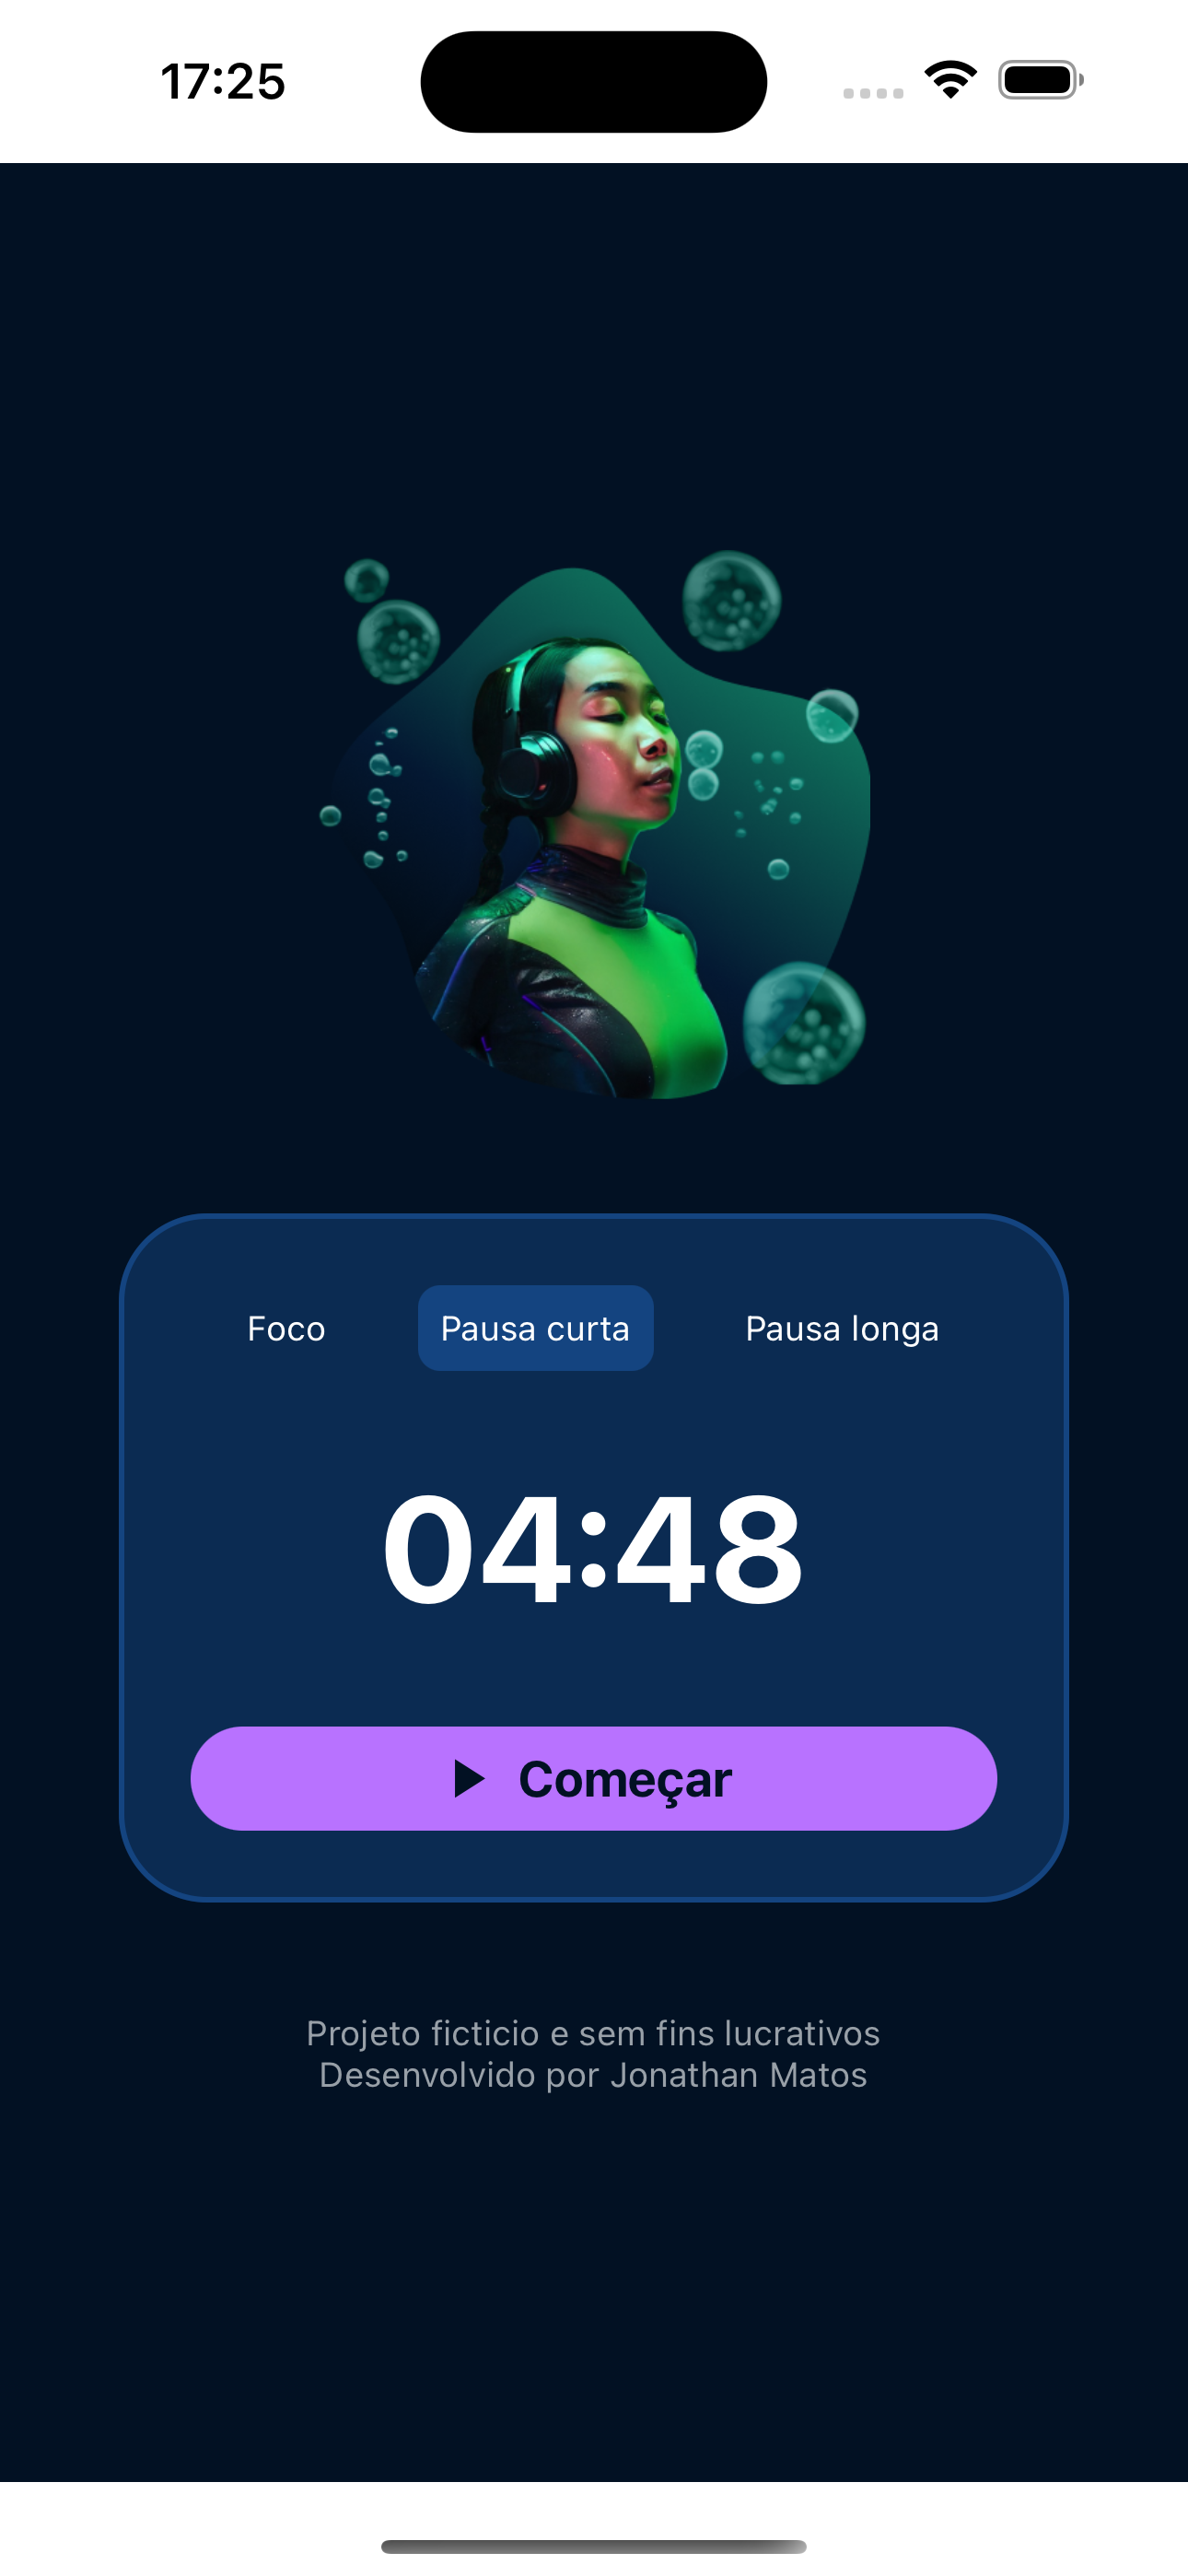 17:25
Foco
Pausa curta
Pausa longa
04:48
Começar
Projeto ficticio e sem fins lucrativos
Desenvolvido por Jonathan Matos